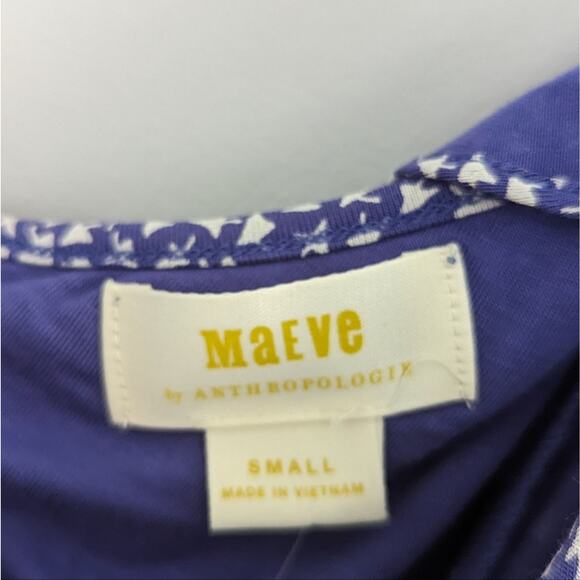 MaEVe
by ANTHROPOLOGIE
SMALL
MADE IN VIETNAM